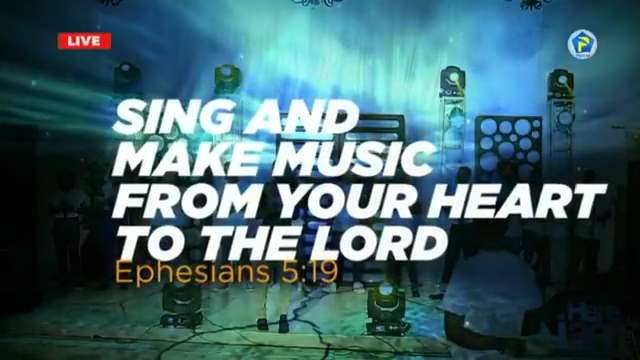 LIVE
SING AND
MAKE MUSIC
FROM YOUR HEART
TO THE LORD
Ephesians 5:19